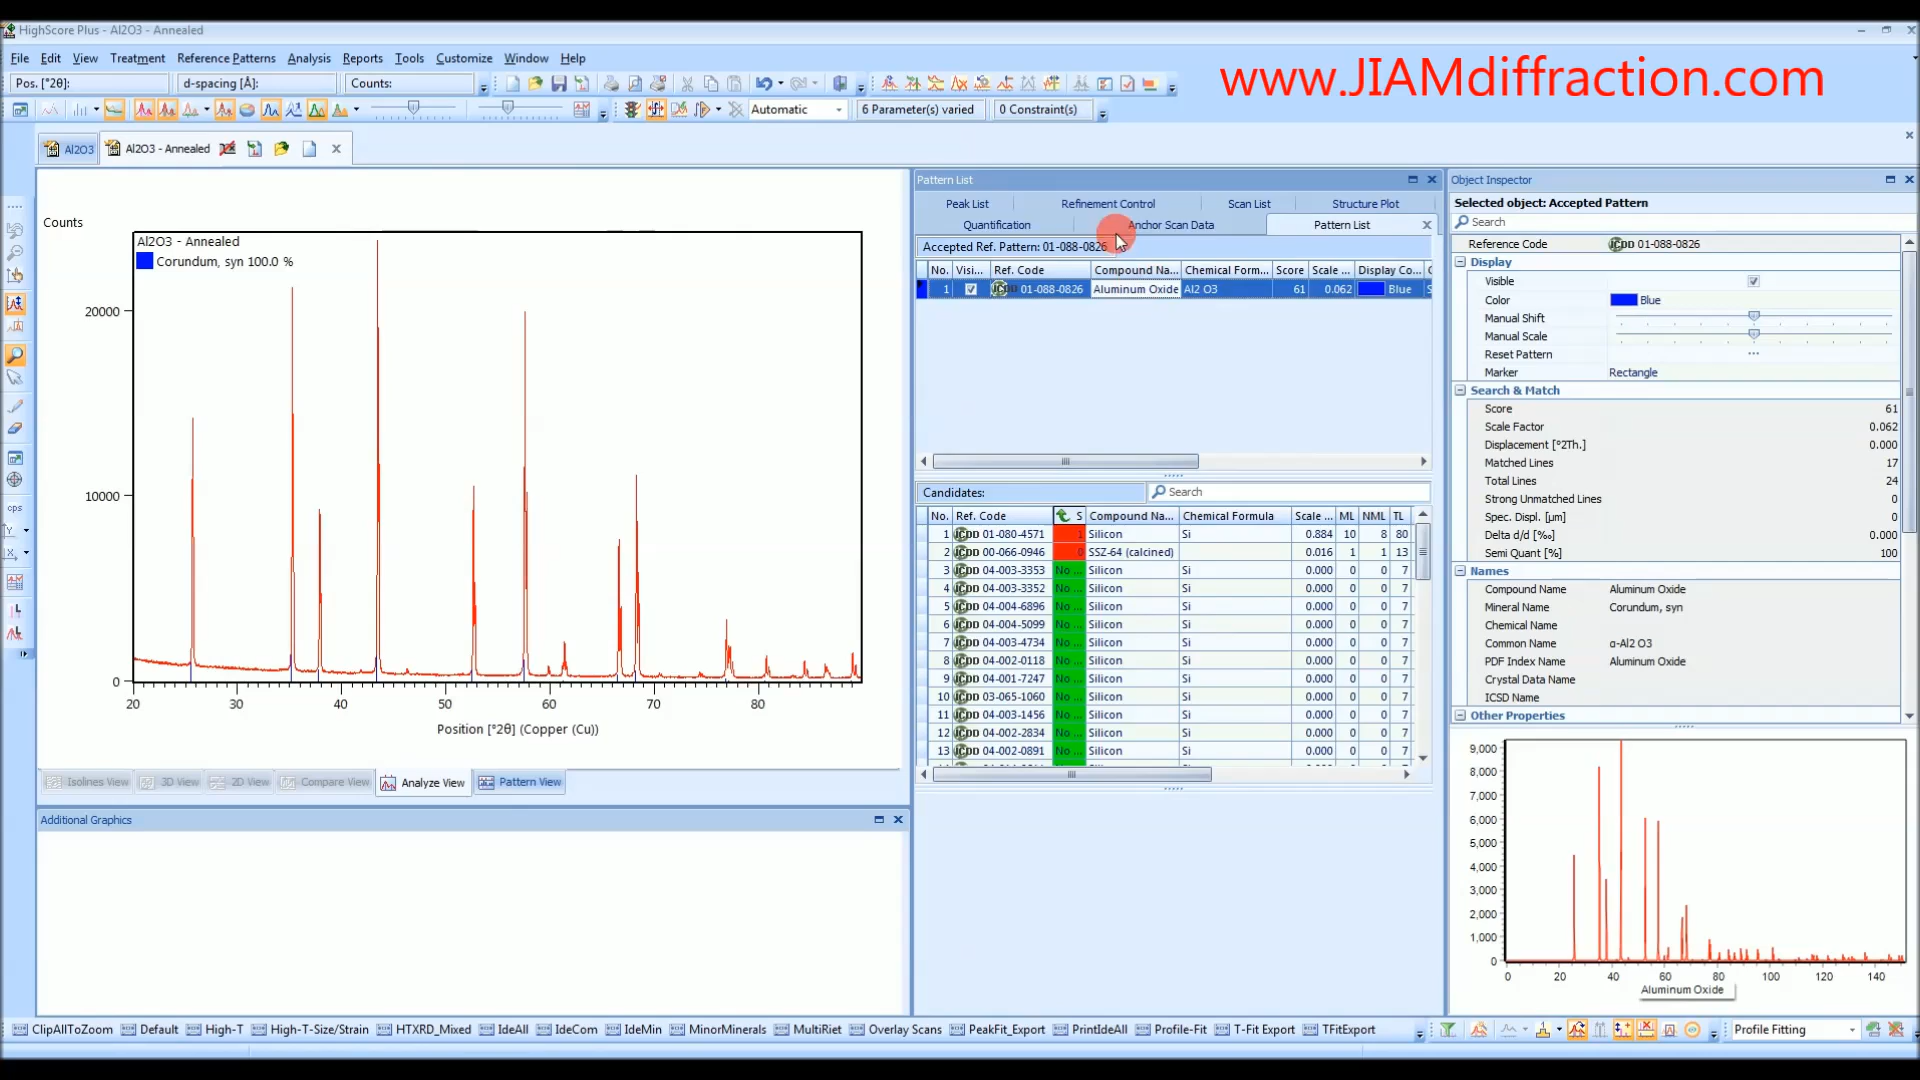 HighScore Plus - Al2O3 - Annealed
File Edit View Treatment Reference Patterns Analysis Reports Tools Customize Window Help
www.JIAMdiffraction.com
Pos. [°2θ]: d-spacing [Å]: Counts:
Automatic 6 Parameter(s) varied 0 Constraint(s)
Al2O3 Al2O3 - Annealed
Counts
Al2O3 - Annealed
Corundum, syn 100.0 %
20000
10000
0
20 30 40 50 60 70 80
Position [°2θ] (Copper (Cu))
Isolines View 3D View 2D View Compare View Analyze View Pattern View
Additional Graphics
Pattern List
Peak List Refinement Control Scan List Structure Plot
Quantification Anchor Scan Data Pattern List
Accepted Ref. Pattern: 01-088-0826
No. Visi... Ref. Code Compound Na... Chemical Form... Score Scale ... Display Co...
1 01-088-0826 Aluminum Oxide Al2 O3 61 0.062 Blue
Candidates: Search
No. Ref. Code S Compound Na... Chemical Formula Scale ... ML NML TL
1 ICDD 01-080-4571 1 Silicon Si 0.884 10 8 80
2 ICDD 00-066-0946 0 SSZ-64 (calcined) 0.016 1 1 13
3 ICDD 04-003-3353 No ... Silicon Si 0.000 0 0 7
4 ICDD 04-003-3352 No ... Silicon Si 0.000 0 0 7
5 ICDD 04-004-6896 No ... Silicon Si 0.000 0 0 7
6 ICDD 04-004-5099 No ... Silicon Si 0.000 0 0 7
7 ICDD 04-003-4734 No ... Silicon Si 0.000 0 0 7
8 ICDD 04-002-0118 No ... Silicon Si 0.000 0 0 7
9 ICDD 04-001-7247 No ... Silicon Si 0.000 0 0 7
10 ICDD 03-065-1060 No ... Silicon Si 0.000 0 0 7
11 ICDD 04-003-1456 No ... Silicon Si 0.000 0 0 7
12 ICDD 04-002-2834 No ... Silicon Si 0.000 0 0 7
13 ICDD 04-002-0891 No ... Silicon Si 0.000 0 0 7
Object Inspector
Selected object: Accepted Pattern
Search
Reference Code ICDD 01-088-0826
Display
Visible
Color Blue
Manual Shift
Manual Scale
Reset Pattern ...
Marker Rectangle
Search & Match
Score 61
Scale Factor 0.062
Displacement [°2Th.] 0.000
Matched Lines 17
Total Lines 24
Strong Unmatched Lines 0
Spec. Displ. [µm] 0
Delta d/d [‰] 0.000
Semi Quant [%] 100
Names
Compound Name Aluminum Oxide
Mineral Name Corundum, syn
Chemical Name
Common Name α-Al2 O3
PDF Index Name Aluminum Oxide
Crystal Data Name
ICSD Name
Other Properties
9,000
8,000
7,000
6,000
5,000
4,000
3,000
2,000
1,000
0
0 20 40 60 80 100 120 140
Aluminum Oxide
cps
ClipAllToZoom Default High-T High-T-Size/Strain HTXRD_Mixed IdeAll IdeCom IdeMin MinorMinerals MultiRiet Overlay Scans PeakFit_Export PrintIdeAll Profile-Fit T-Fit Export TFitExport Profile Fitting